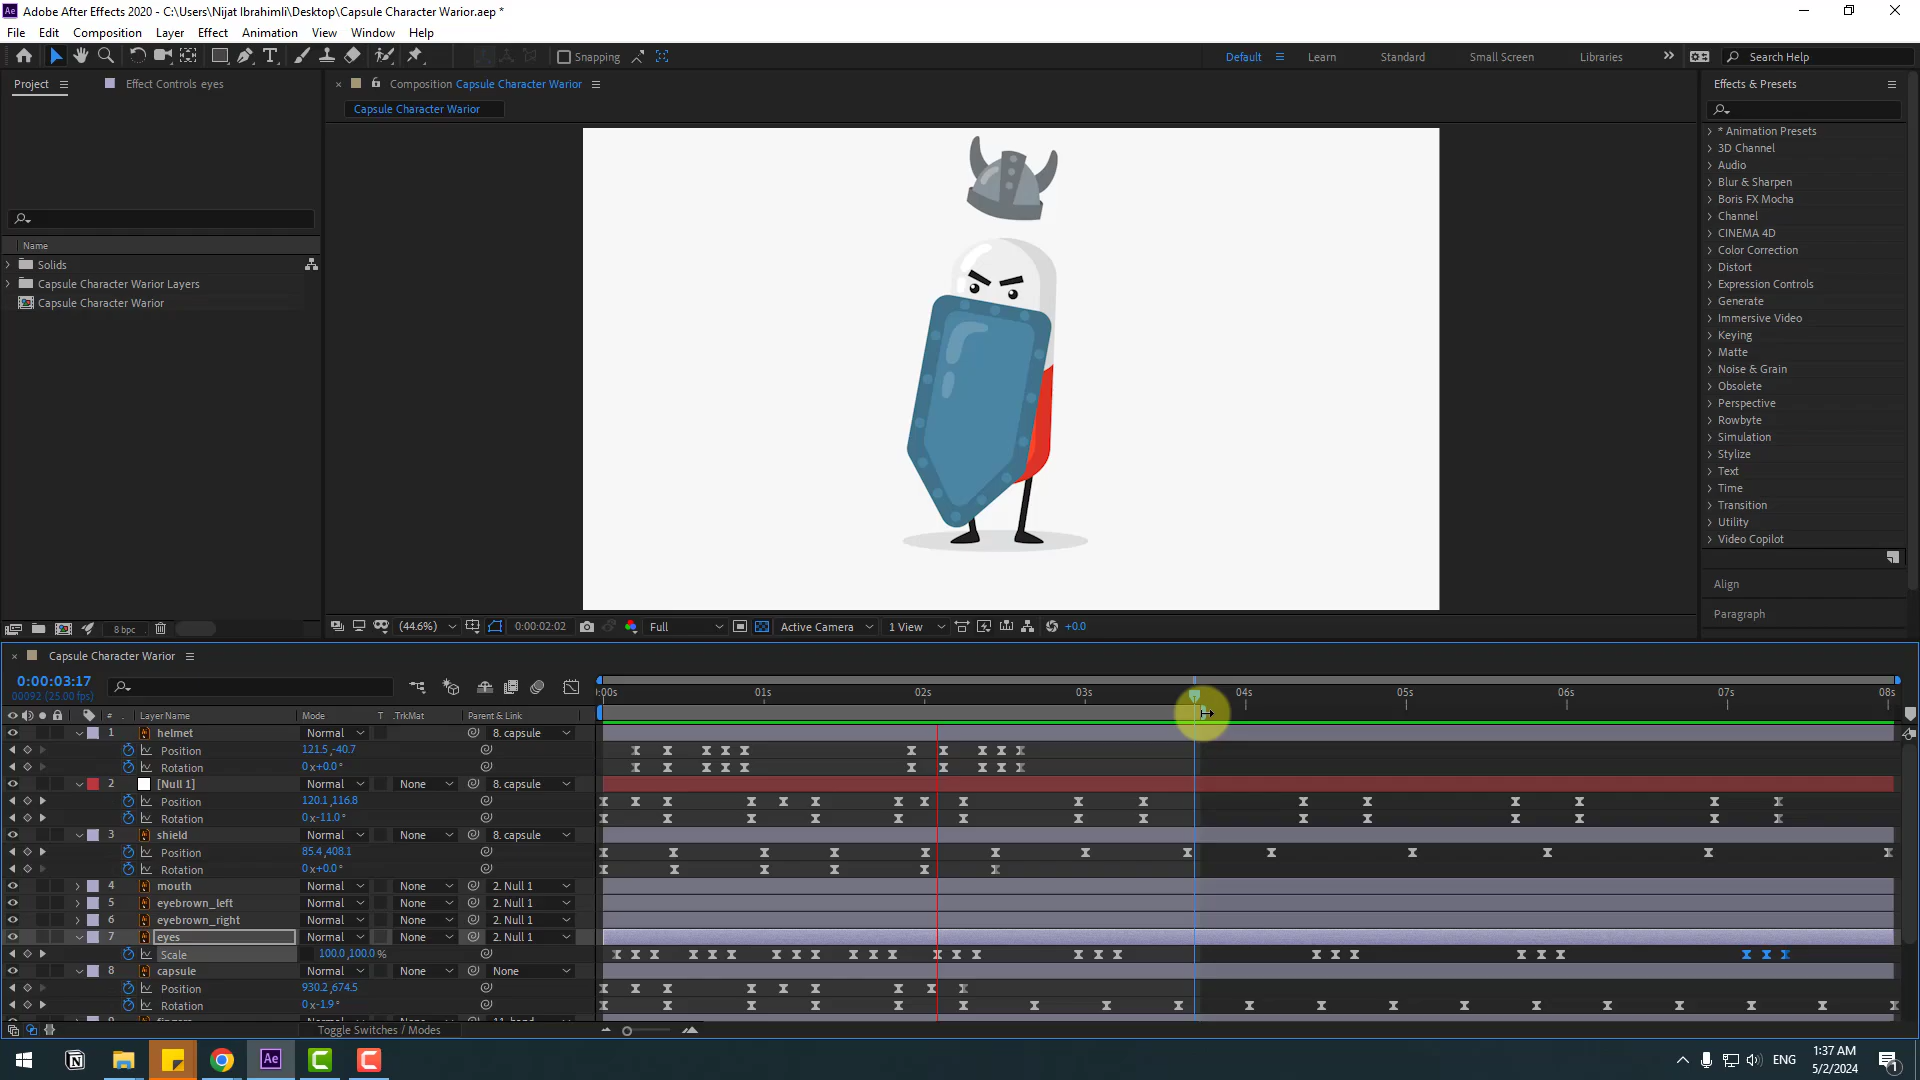 Ae Adobe After Effects 2020 - C:\Users\Nijat Ibrahimli\Desktop\Capsule Character Warior.aep *
File Edit Composition Layer Effect Animation View Window Help
Snapping Default Learn Standard Small Screen Libraries Search Help
Project Effect Controls eyes
Composition Capsule Character Warior
Effects & Presets
Capsule Character Warior
* Animation Presets
3D Channel
Audio
Blur & Sharpen
Boris FX Mocha
Channel
CINEMA 4D
Color Correction
Distort
Expression Controls
Generate
Immersive Video
Keying
Matte
Noise & Grain
Obsolete
Perspective
Rowbyte
Simulation
Stylize
Text
Time
Transition
Utility
Video Copilot
Align
Paragraph
Name
Solids
Capsule Character Warior Layers
Capsule Character Warior
8 bpc
(44.6%) 0:00:02:02 Full Active Camera 1 View +0.0
Capsule Character Warior
0:00:03:17
00092 (25.00 fps)
:00s 01s 02s 03s 04s 05s 06s 07s 08s
# . Layer Name Mode T .TrkMat Parent & Link
1 helmet Normal 8. capsule
Position 121.5,-40.7
Rotation 0x+0.0°
2 [Null 1] Normal None 8. capsule
Position 120.1,116.8
Rotation 0x-11.0°
3 shield Normal None 8. capsule
Position 85.4,408.1
Rotation 0x+0.0°
4 mouth Normal None 2. Null 1
5 eyebrown_left Normal None 2. Null 1
6 eyebrown_right Normal None 2. Null 1
7 eyes Normal None 2. Null 1
Scale 100.0,100.0%
8 capsule Normal None None
Position 930.2,674.5
Rotation 0x-1.9°
Toggle Switches / Modes
Ae
ENG
1:37 AM
5/2/2024
1